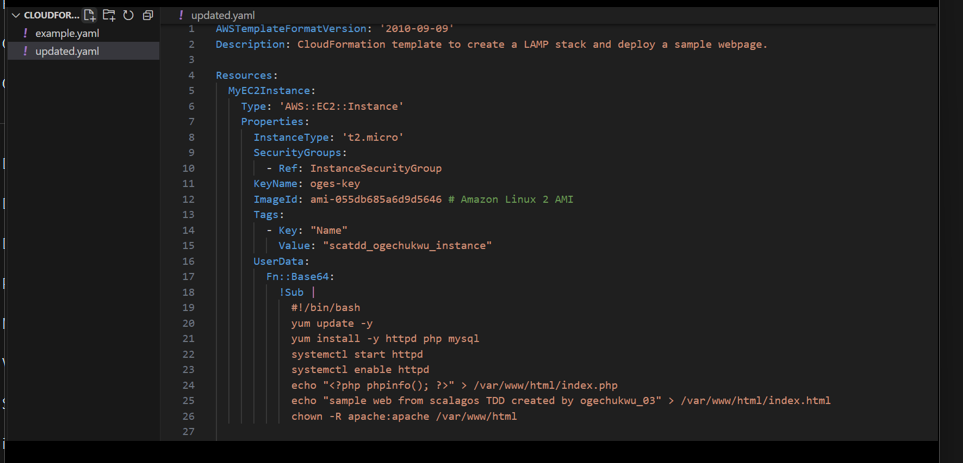 CLOUDFOR...
example.yaml
updated.yaml
updated.yaml
1 AWSTemplateFormatVersion: '2010-09-09'
2 Description: CloudFormation template to create a LAMP stack and deploy a sample webpage.
3
4 Resources:
5 MyEC2Instance:
6 Type: 'AWS::EC2::Instance'
7 Properties:
8 InstanceType: 't2.micro'
9 SecurityGroups:
10 - Ref: InstanceSecurityGroup
11 KeyName: oges-key
12 ImageId: ami-055db685a6d9d5646 # Amazon Linux 2 AMI
13 Tags:
14 - Key: "Name"
15 Value: "scatdd_ogechukwu_instance"
16 UserData:
17 Fn::Base64:
18 !Sub |
19 #!/bin/bash
20 yum update -y
21 yum install -y httpd php mysql
22 systemctl start httpd
23 systemctl enable httpd
24 echo "<?php phpinfo(); ?>" > /var/www/html/index.php
25 echo "sample web from scalagos TDD created by ogechukwu_03" > /var/www/html/index.html
26 chown -R apache:apache /var/www/html
27